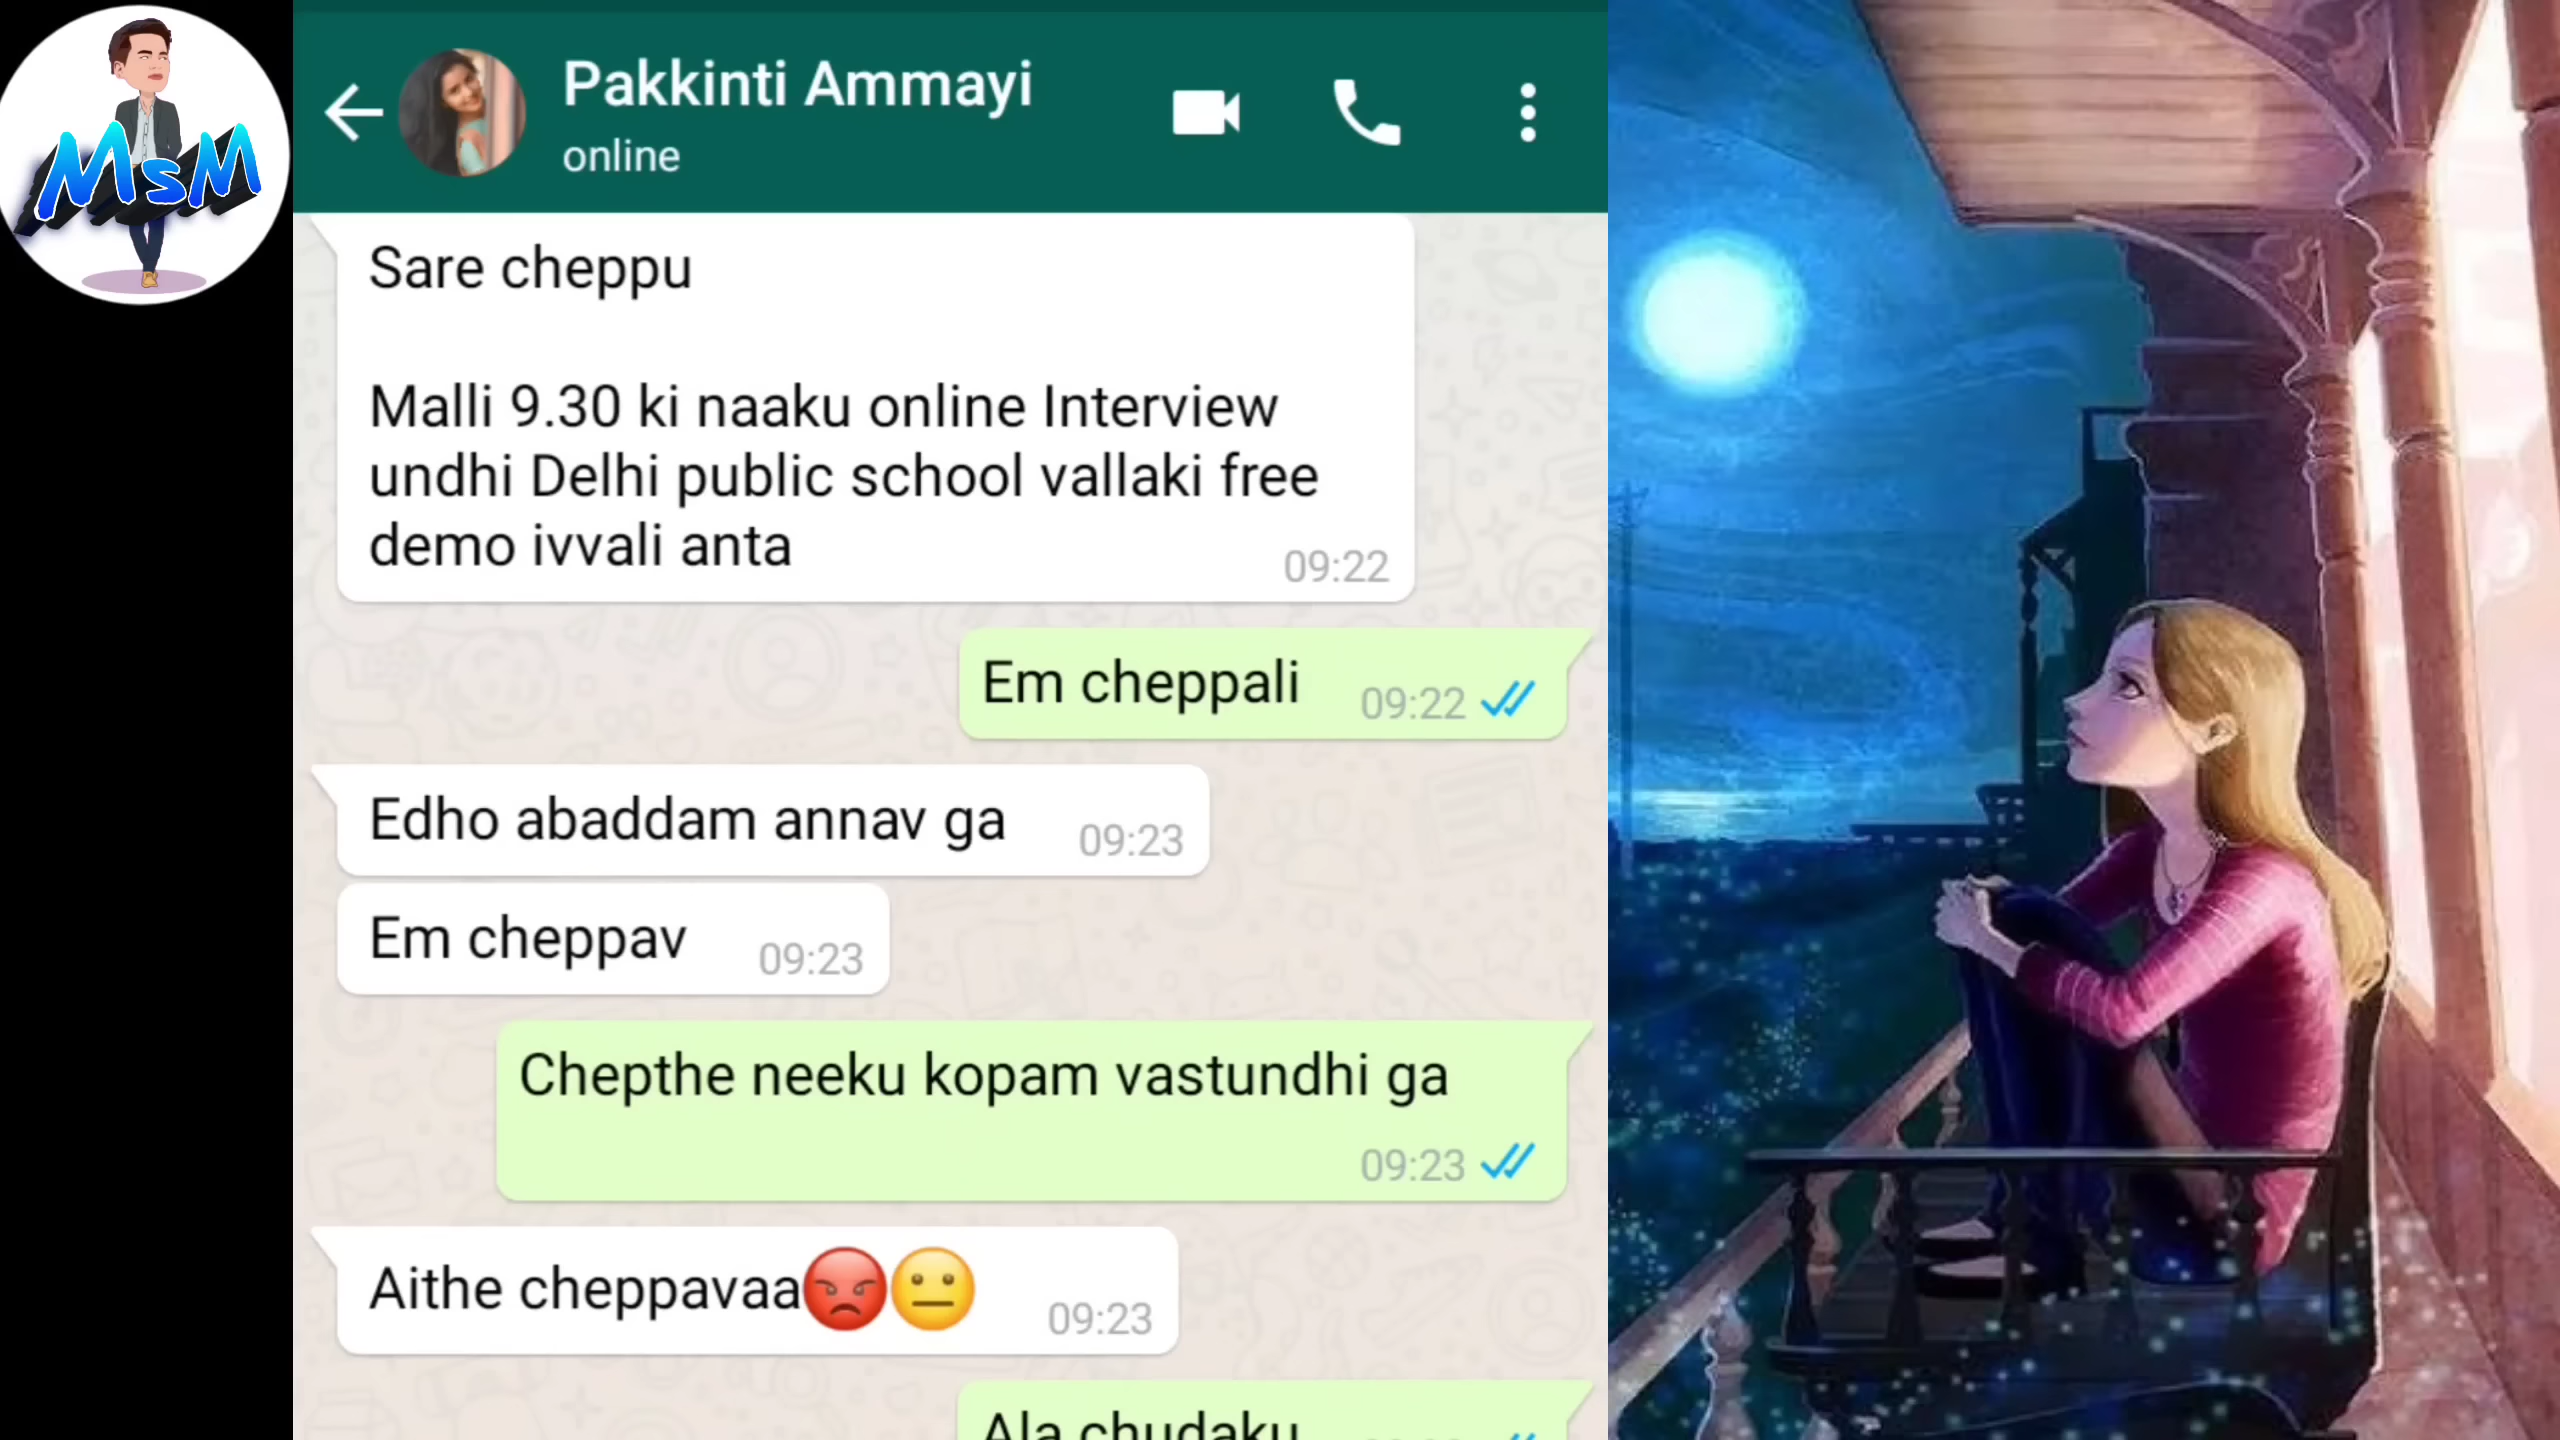 MsM
Pakkinti Ammayi
online
Sare cheppu
Malli 9.30 ki naaku online Interview
undhi Delhi public school vallaki free
demo ivvali anta
09:22
Em cheppali 09:22
Edho abaddam annav ga 09:23
Em cheppav 09:23
Chepthe neeku kopam vastundhi ga
09:23
Aithe cheppavaa😡😐 09:23
Ala chudaku